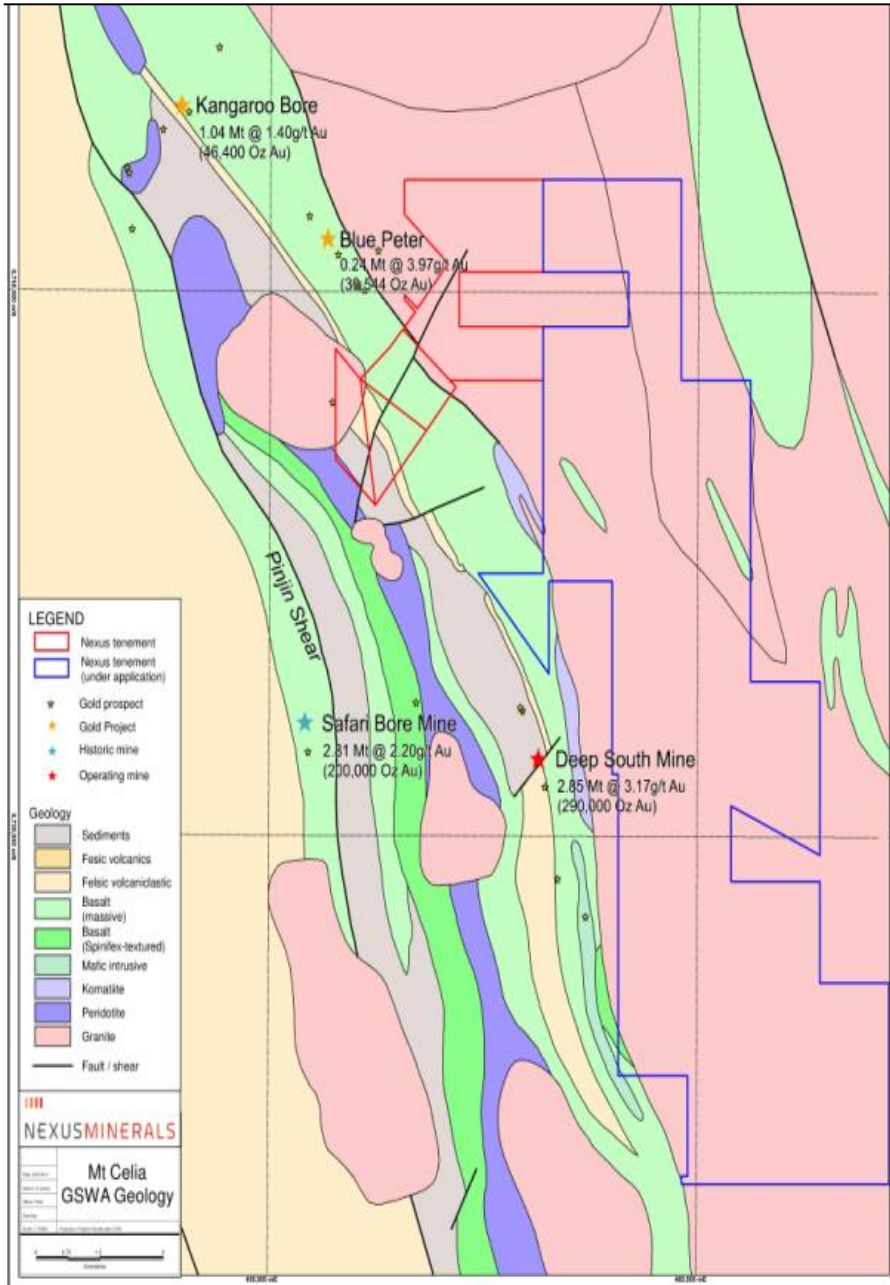 Kangaroo Bore
1.04 Mt @ 1.40g/t Au
(46,400 Oz Au)
Blue Peter
0.24 Mt @ 3.97g/t Au
Oz Au)
Pinjin Shear
Safari Bore Mine
2.81 Mt @ 2.20g/t Au
(200,000 Oz Au)
Deep South Mine
2.85 Mt @ 3.17g/t Au
(290,000 Oz Au)
LEGEND
Nexus tenement
Nexus tenement
(under application)
Gold prospect
Gold Project
Historic mine
Operating mine
Geology
Sediments
Fesic volcanics
Felsic volcaniclastic
Basalt
(massive)
Basalt
(Spinifex-textured)
Mafic intrusive
Komatiite
Peridotite
Granite
Fault / shear
NEXUSMINERALS
Mt Celia
GSWA Geology